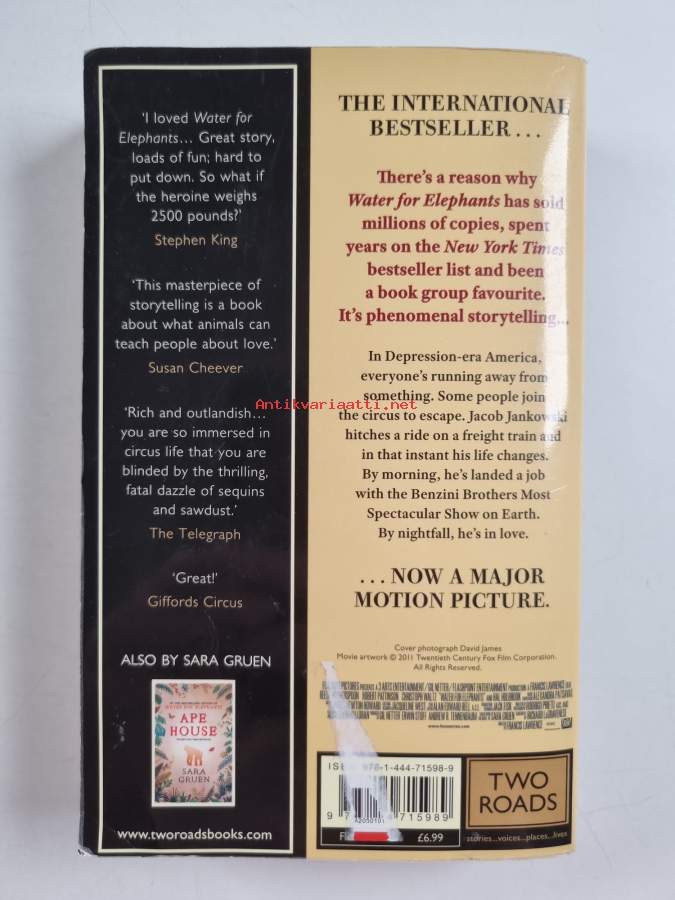 'I loved Water for
Elephants... Great story,
loads of fun; hard to
put down. So what if
the heroine weighs
2500 pounds?'
Stephen King
'This masterpiece of
storytelling is a book
about what animals can
teach people about love.'
Susan Cheever
'Rich and outlandish...
you are so immersed in
circus life that you are
blinded by the thrilling,
fatal dazzle of sequins
and sawdust.'
The Telegraph
'Great!'
Giffords Circus
ALSO BY SARA GRUEN
APE
HOUSE
SARA
GRUEN
www.tworoadsbooks.com
THE INTERNATIONAL
BESTSELLER...
There's a reason why
Water for Elephants has sold
millions of copies, spent
years on the New York Times
bestseller list and been
a book group favourite.
It's phenomenal storytelling...
In Depression-era America,
everyone's running away from
something. Some people join
the circus to escape. Jacob Jankowski
hitches a ride on a freight train and
in that instant his life changes.
By morning, he's landed a job
with the Benzini Brothers Most
Spectacular Show on Earth.
By nightfall, he's in love.
...NOW A MAJOR
MOTION PICTURE.
Cover photograph David James
Movie artwork © 2011 Twentieth Century Fox Film Corporation.
All Rights Reserved.
ISBN 978-1-444-71598-9
9 715989
A2050101
£6.99
TWO
ROADS
stories...voices...places...lives
Antikvariaatti.net